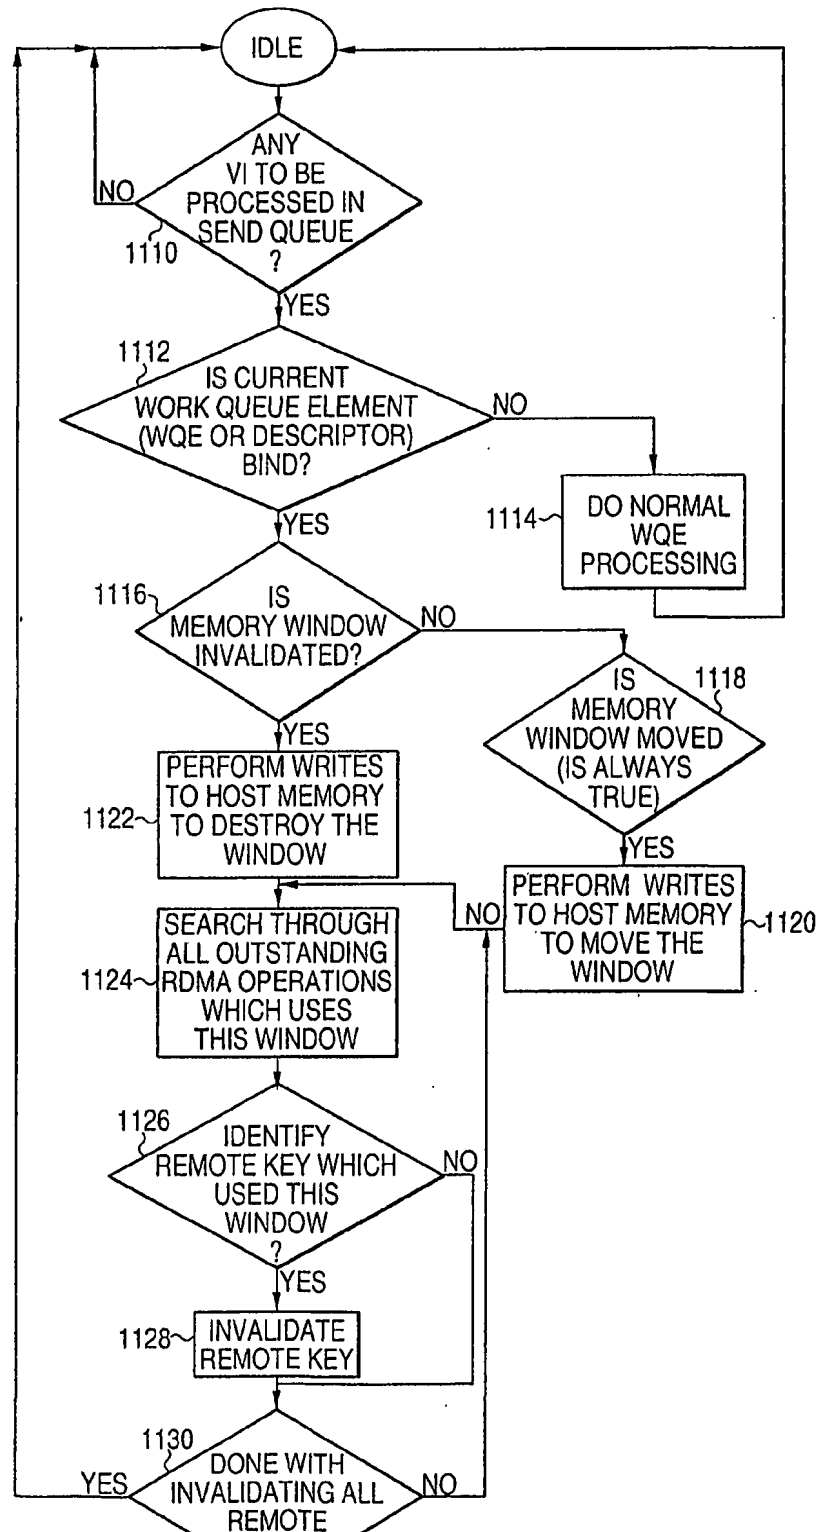 IDLE
ANY
VI TO BE
PROCESSED IN
SEND QUEUE
?
NO
1110
YES
1112
IS CURRENT
WORK QUEUE ELEMENT
(WQE OR DESCRIPTOR)
BIND?
NO
YES
1114
DO NORMAL
WQE
PROCESSING
1116
IS
MEMORY WINDOW
INVALIDATED?
NO
YES
1118
IS
MEMORY
WINDOW MOVED
(IS ALWAYS
TRUE)
YES
1122
PERFORM WRITES
TO HOST MEMORY
TO DESTROY THE
WINDOW
PERFORM WRITES
TO HOST MEMORY
TO MOVE THE
WINDOW
1120
NO
1124
SEARCH THROUGH
ALL OUTSTANDING
RDMA OPERATIONS
WHICH USES
THIS WINDOW
1126
IDENTIFY
REMOTE KEY WHICH
USED THIS
WINDOW
?
NO
YES
1128
INVALIDATE
REMOTE KEY
1130
DONE WITH
INVALIDATING ALL
REMOTE
YES
NO